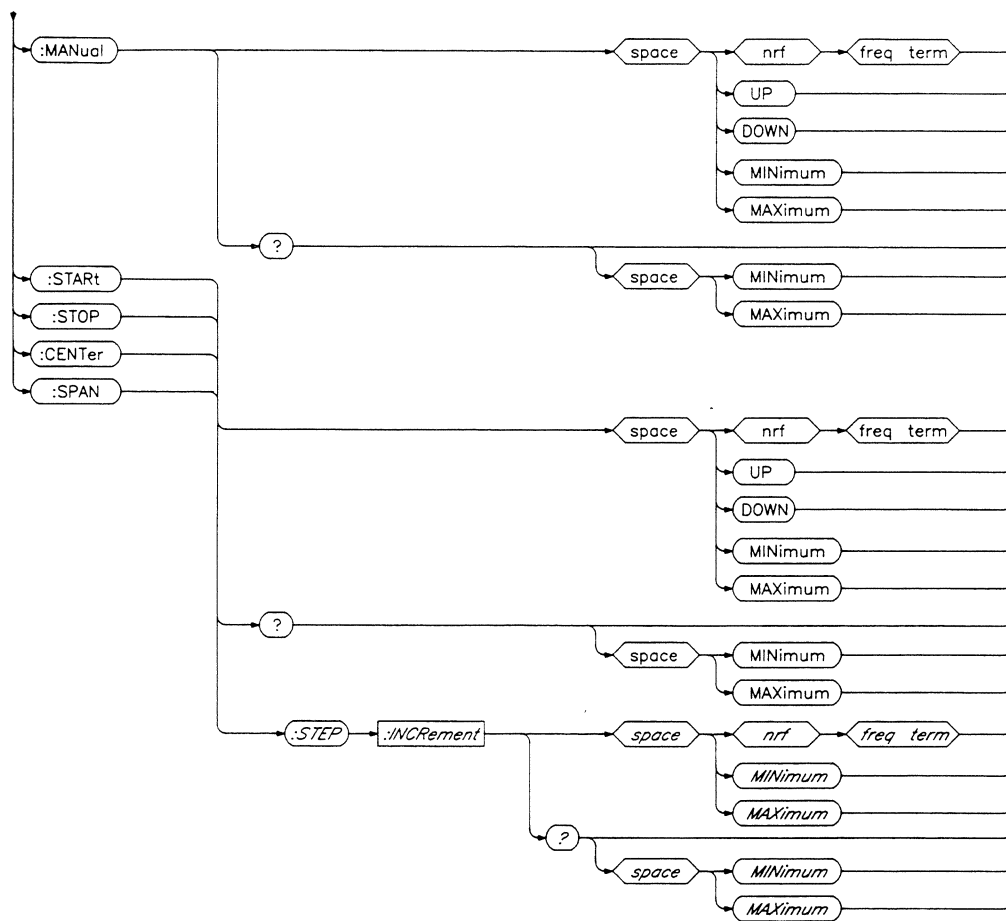 :MANual space nrf freq term
UP
DOWN
MINimum
MAXimum
?
:STARt space MINimum
:STOP MAXimum
:CENTer
:SPAN
space nrf freq term
UP
DOWN
MINimum
MAXimum
?
space MINimum
MAXimum
:STEP :INCRement space nrf freq term
MINimum
MAXimum
?
space MINimum
MAXimum